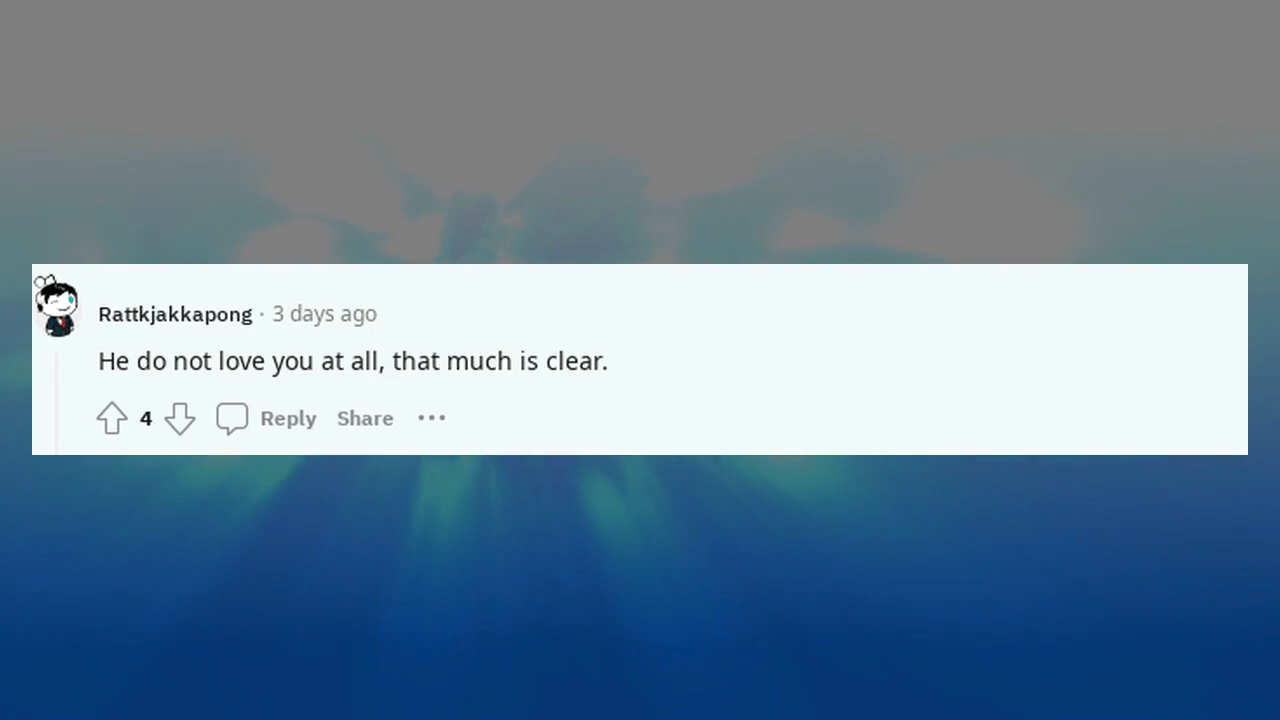 Rattkjakkapong · 3 days ago
He do not love you at all, that much is clear.
4 Reply Share ···